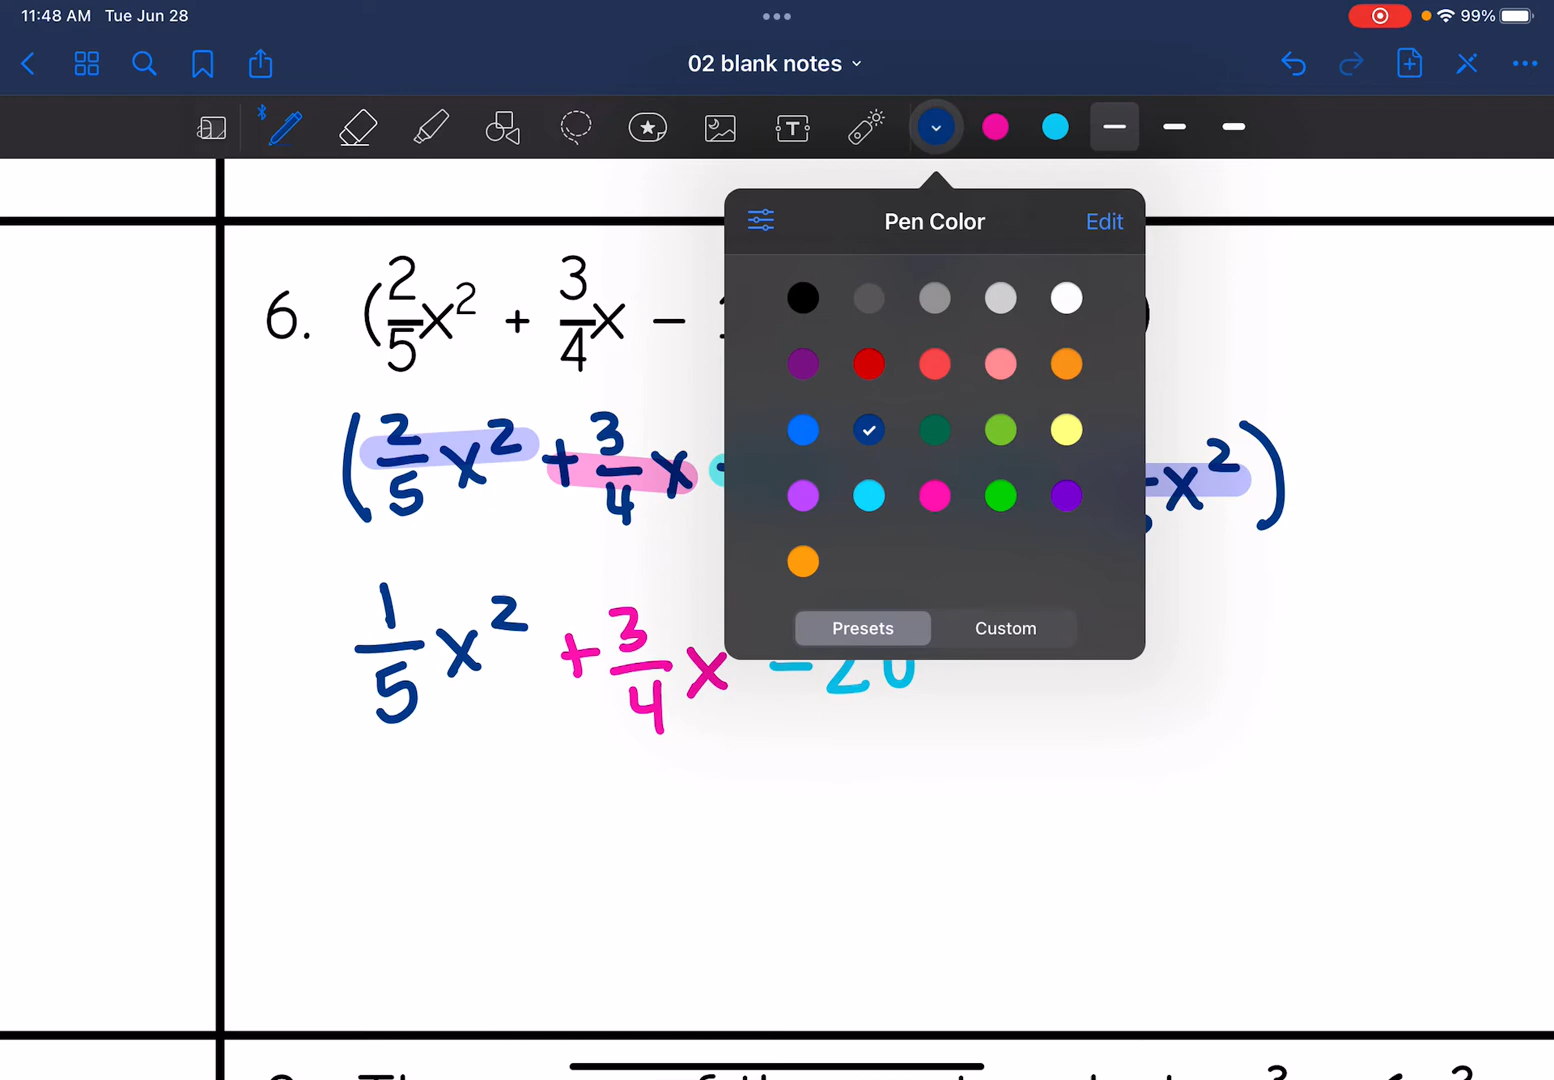 11:48 AM Tue Jun 28
99%
02 blank notes
T
Pen Color
Edit
6. (2/5x² + 3/4x −
(2/5x² + 3/4x
x²)
Presets
Custom
1/5x² + 3/4x − 20